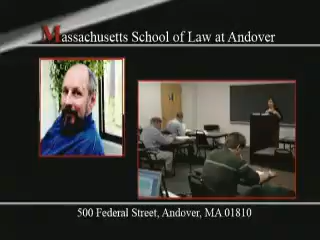 Massachusetts School of Law at Andover
500 Federal Street, Andover, MA 01810